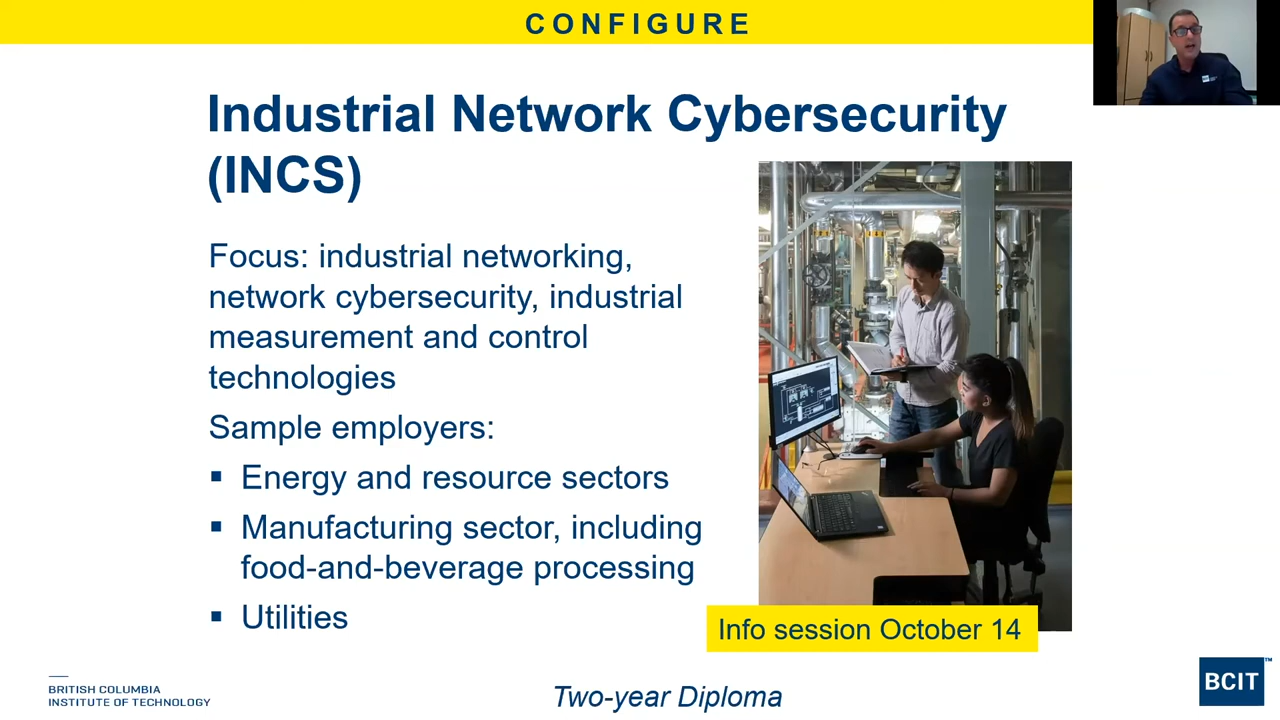 CONFIGURE
Industrial Network Cybersecurity
(INCS)
Focus: industrial networking,
network cybersecurity, industrial
measurement and control
technologies
Sample employers:
▪ Energy and resource sectors
▪ Manufacturing sector, including
food-and-beverage processing
▪ Utilities
Info session October 14
BRITISH COLUMBIA
INSTITUTE OF TECHNOLOGY
Two-year Diploma
BCIT™